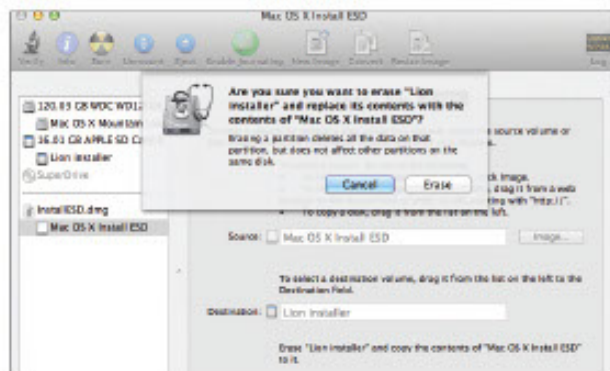 Mac OS X Install ESD
Verify Info Burn Unmount Eject Enable Journaling New Image Convert Resize Image Log
Are you sure you want to erase "Lion
Installer" and replace its contents with the
contents of "Mac OS X Install ESD"?
Erasing a partition deletes all the data on that
partition, but does not affect other partitions on the
same disk.
Cancel Erase
120.03 GB WDC WD12
Mac OS X Mountain
16.01 GB APPLE SD C
Lion Installer
SuperDrive
InstallESD.dmg
Mac OS X Install ESD
source volume or
image.
, drag it from a web
with "http://".
• To copy a disk, drag it from the list on the left.
Source: Mac OS X Install ESD Image...
To select a destination volume, drag it from the list on the left to the
Destination field.
Destination: Lion Installer
Erase "Lion Installer" and copy the contents of "Mac OS X Install ESD"
to it.